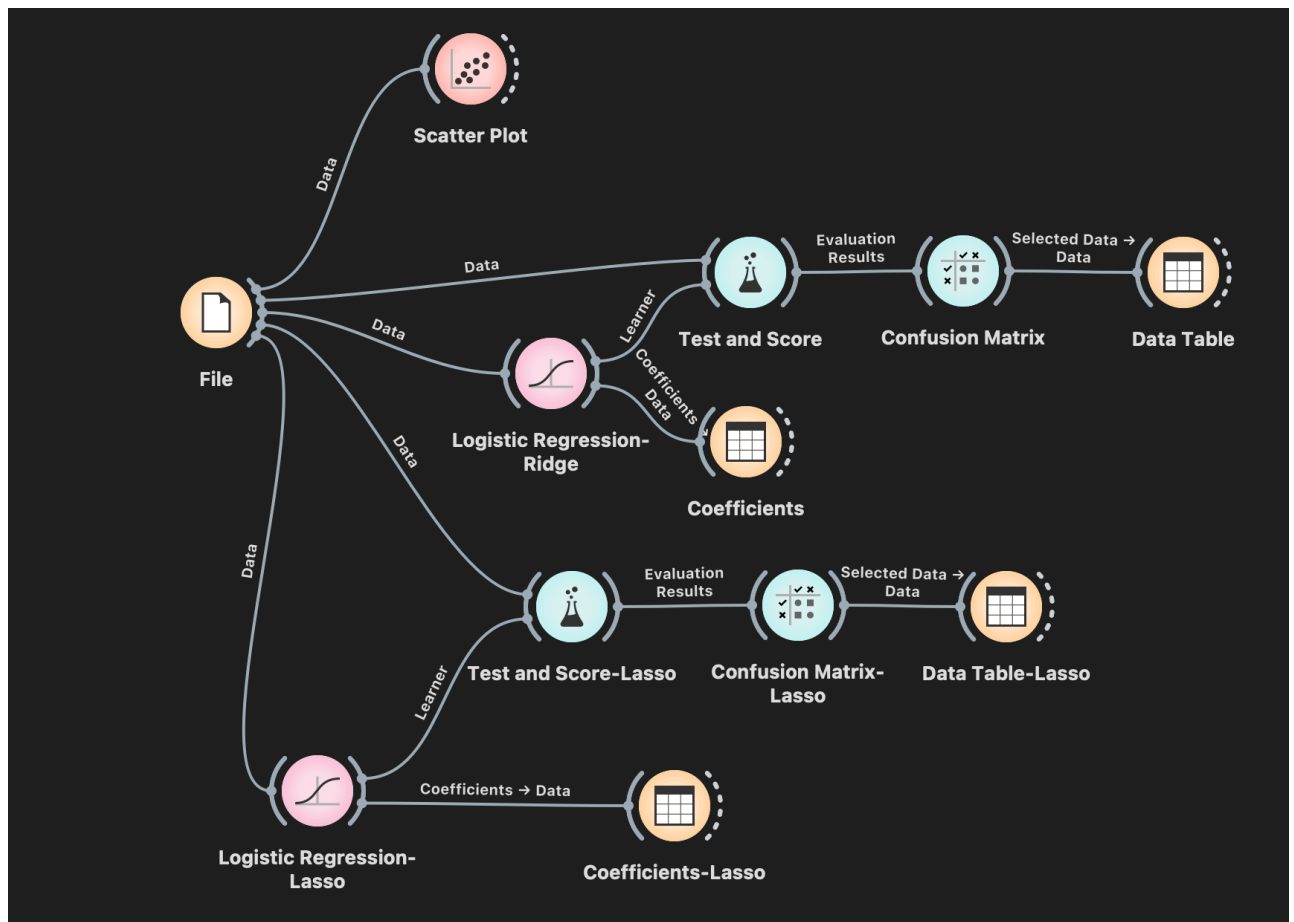 Scatter Plot
Data
Data
Evaluation
Results
Selected Data →
Data
Learner
Test and Score
Confusion Matrix
Data Table
Data
File
Coefficients →
Data
Logistic Regression-
Ridge
Coefficients
Data
Data
Evaluation
Results
Selected Data →
Data
Test and Score-Lasso
Confusion Matrix-
Lasso
Data Table-Lasso
Learner
Coefficients → Data
Logistic Regression-
Lasso
Coefficients-Lasso